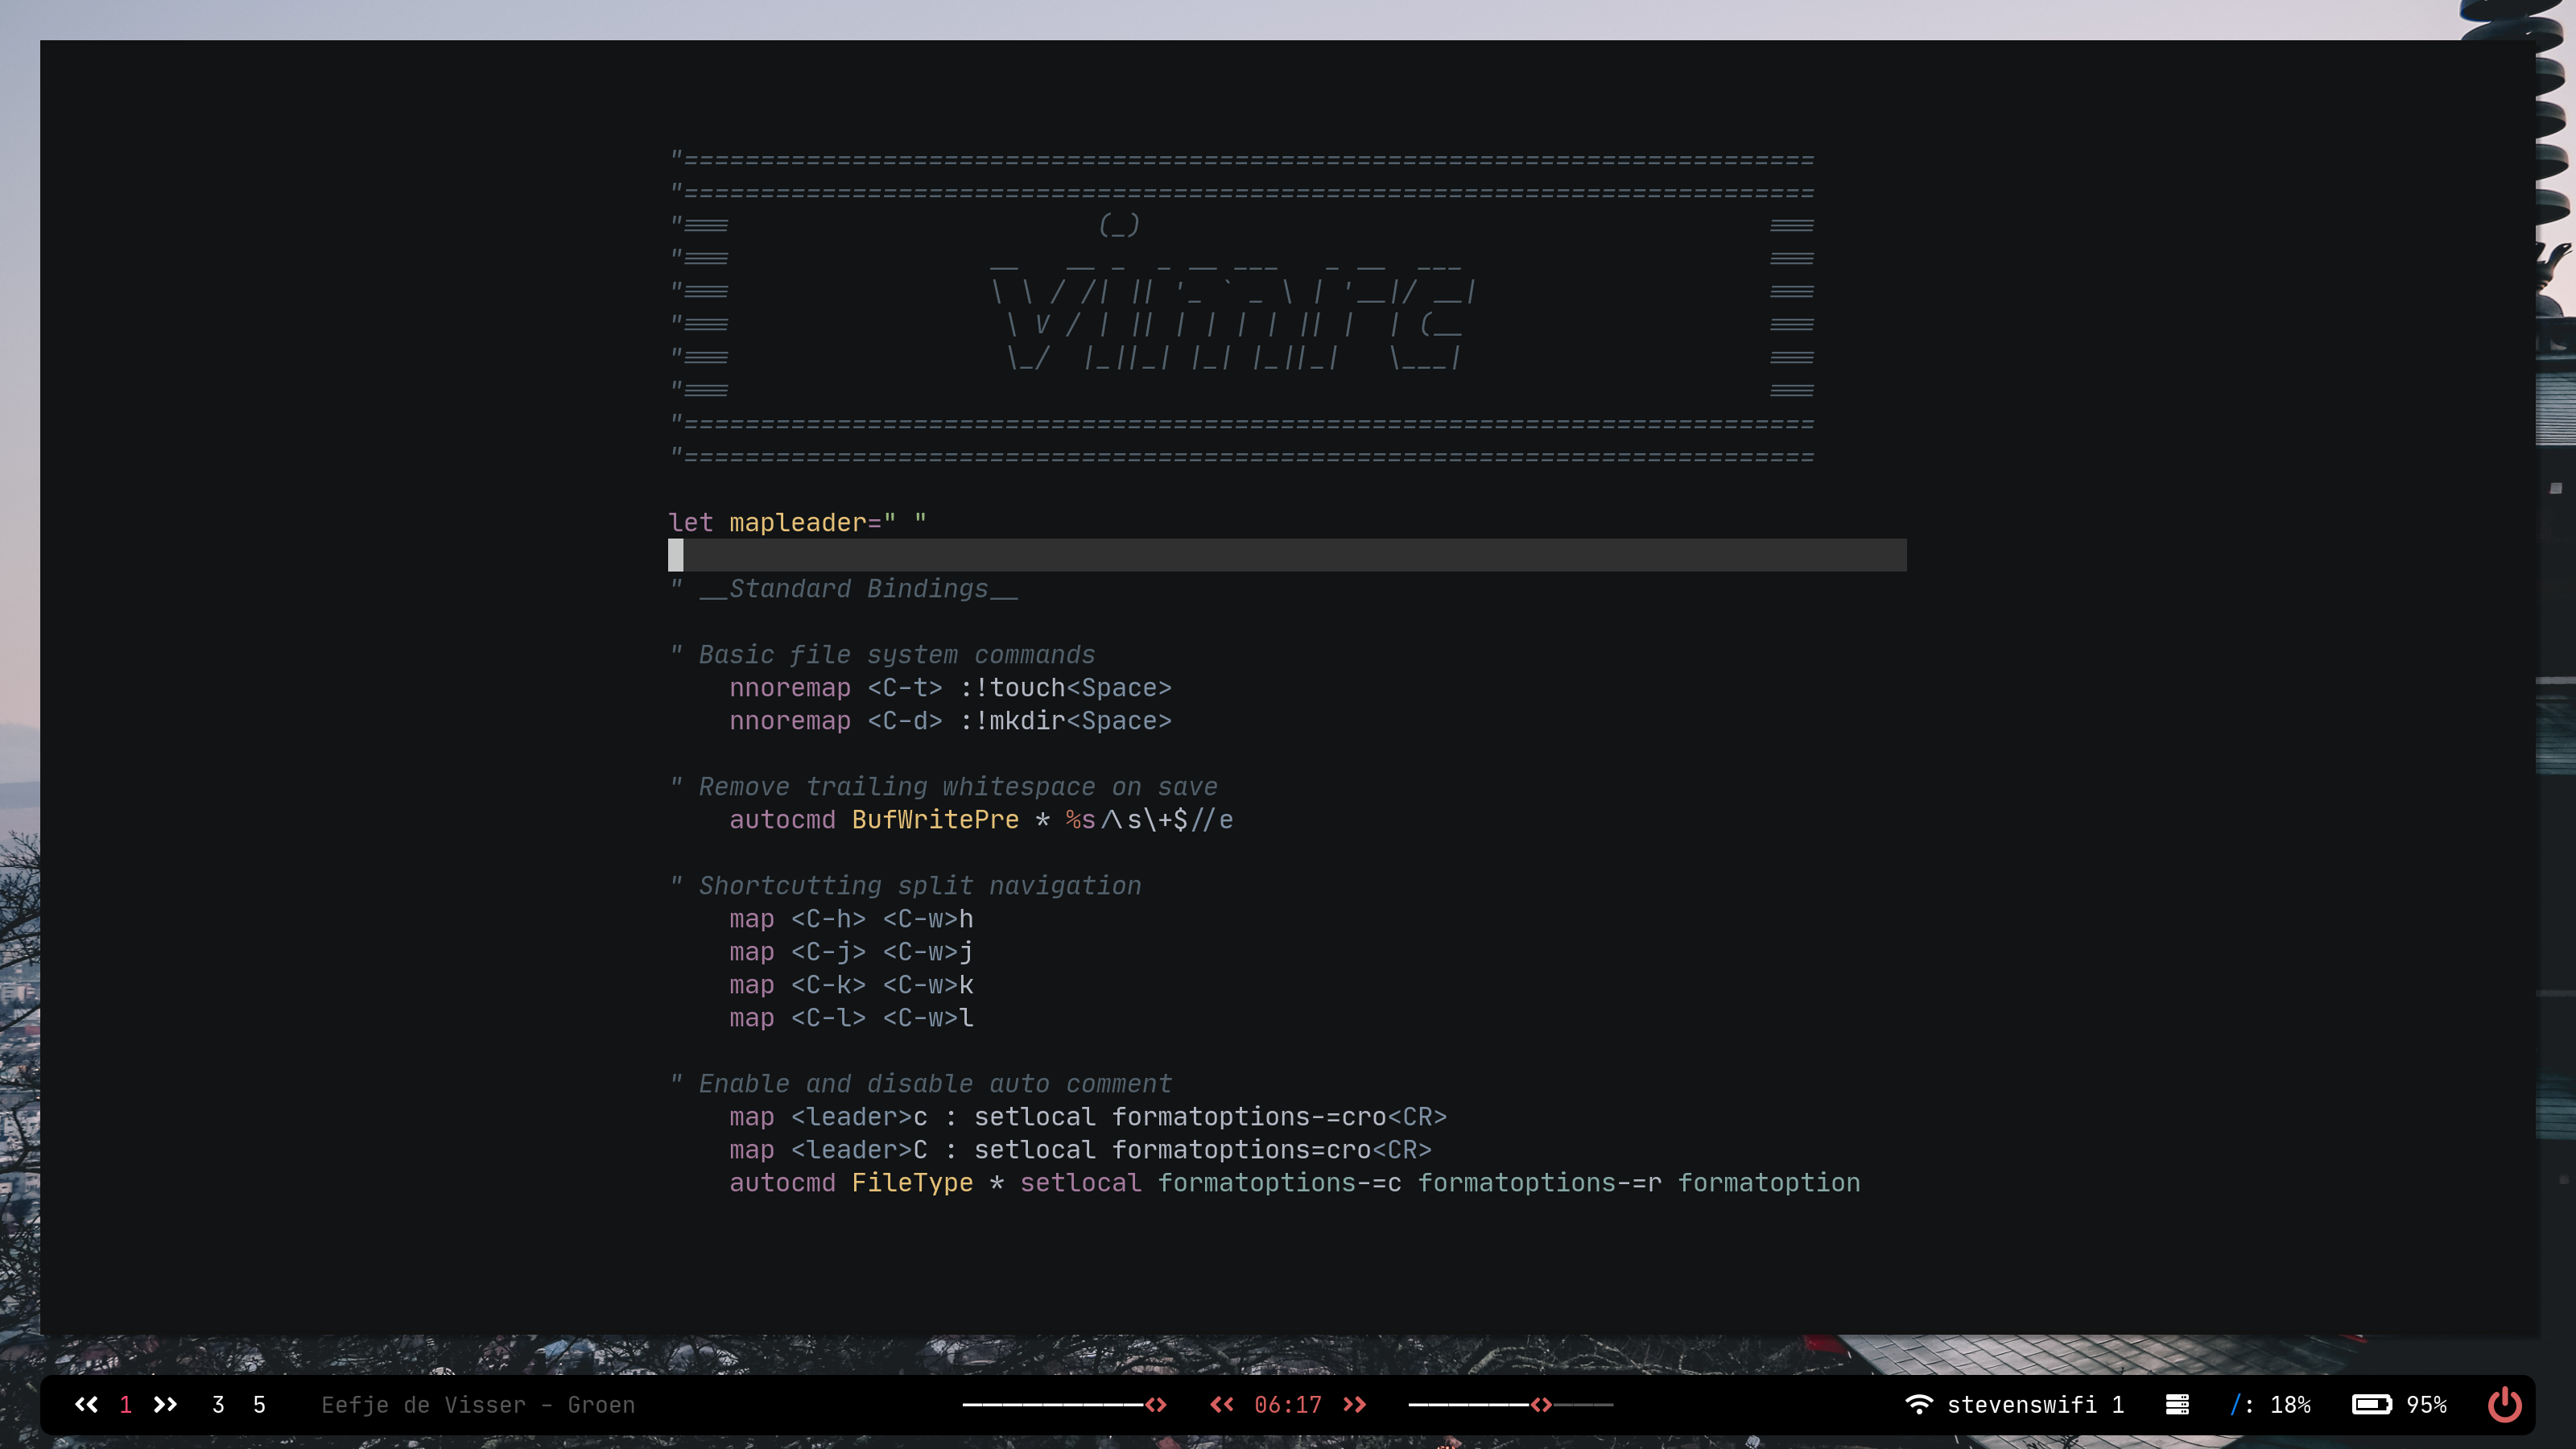 "==========================================================================
"==========================================================================
"===                        (_)                                         ===
"===                 __   __ _  _ __ ___   _ __  ___                    ===
"===                 \ \ / /| || '_ ` _ \ | '__|/ __|                   ===
"===                  \ V / | || | | | | || |  | (__                    ===
"===                   \_/  |_||_| |_| |_||_|   \___|                   ===
"===                                                                    ===
"==========================================================================
"==========================================================================
let mapleader=" "
" __Standard Bindings__
" Basic file system commands
nnoremap <C-t> :!touch<Space>
nnoremap <C-d> :!mkdir<Space>
" Remove trailing whitespace on save
autocmd BufWritePre * %s/\s\+$//e
" Shortcutting split navigation
map <C-h> <C-w>h
map <C-j> <C-w>j
map <C-k> <C-w>k
map <C-l> <C-w>l
" Enable and disable auto comment
map <leader>c : setlocal formatoptions-=cro<CR>
map <leader>C : setlocal formatoptions=cro<CR>
autocmd FileType * setlocal formatoptions-=c formatoptions-=r formatoption
<< 1 >> 3 5 Eefje de Visser - Groen <> << 06:17 >> <> stevenswifi 1 /: 18% 95%